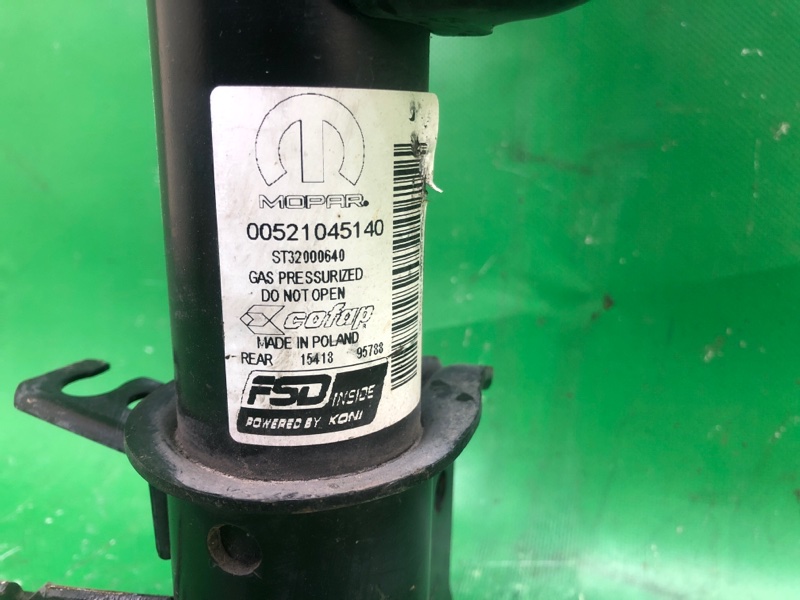 MOPAR
00521045140
ST32000640
GAS PRESSURIZED
DO NOT OPEN
cofap
MADE IN POLAND
REAR 15418 95788
FSD INSIDE
POWERED BY KONI